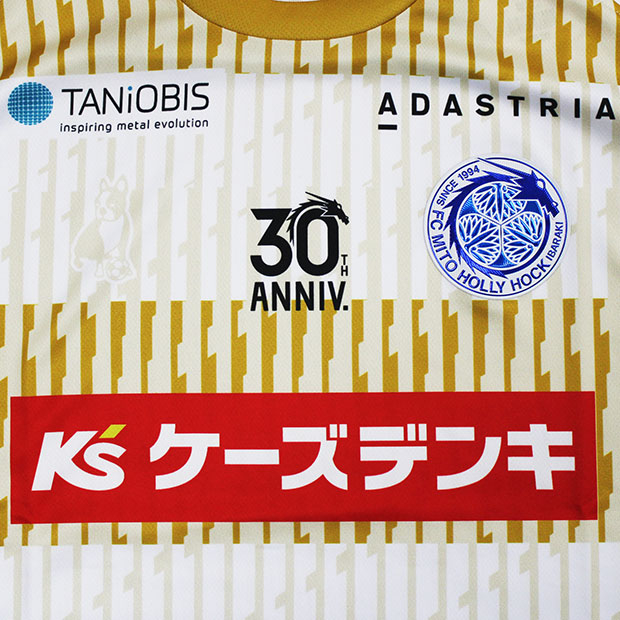 TANiOBIS
inspiring metal evolution
ADASTRIA
30TH
ANNIV.
SINCE 1994
FC MITO HOLLY HOCK
IBARAKI
K's ケーズデンキ